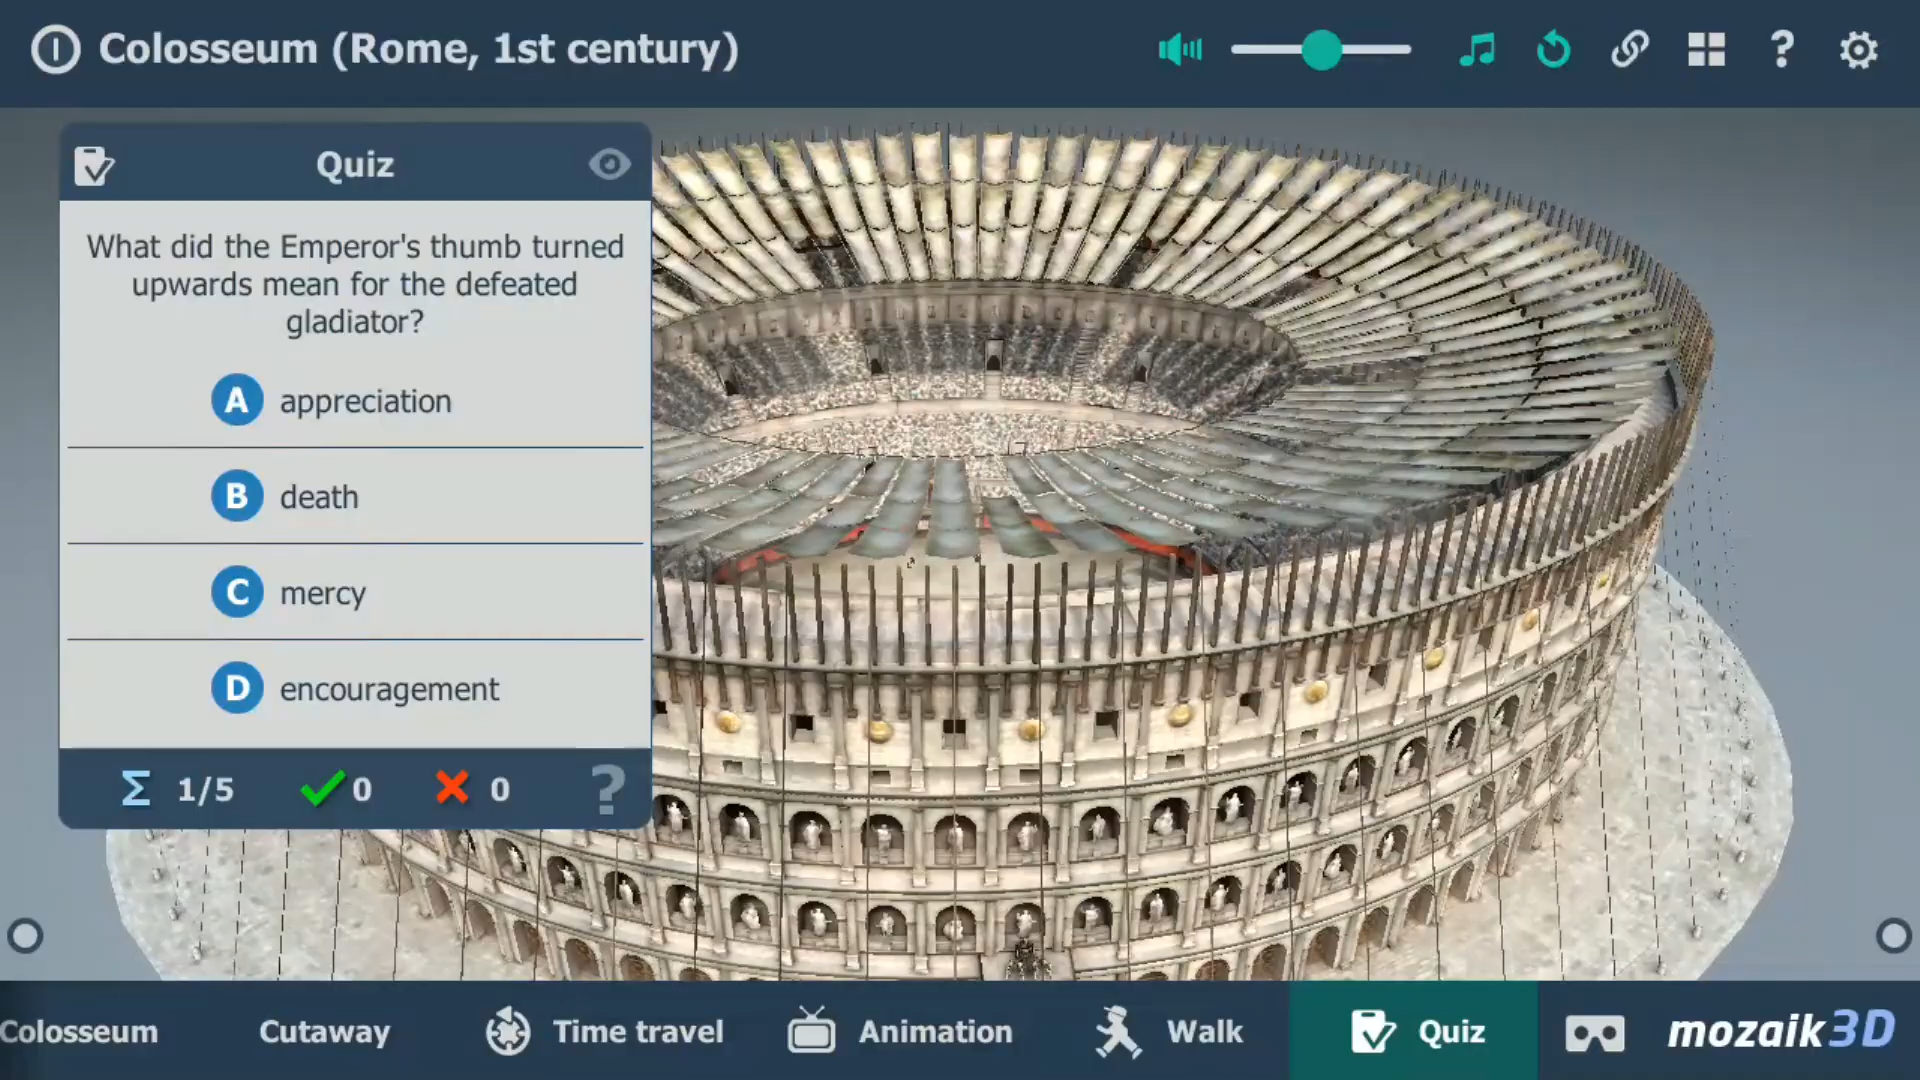 Colosseum (Rome, 1st century)
Quiz
What did the Emperor's thumb turned
upwards mean for the defeated
gladiator?
A appreciation
B death
C mercy
D encouragement
Σ 1/5 0 0 ?
Colosseum Cutaway Time travel Animation Walk Quiz mozaik3D